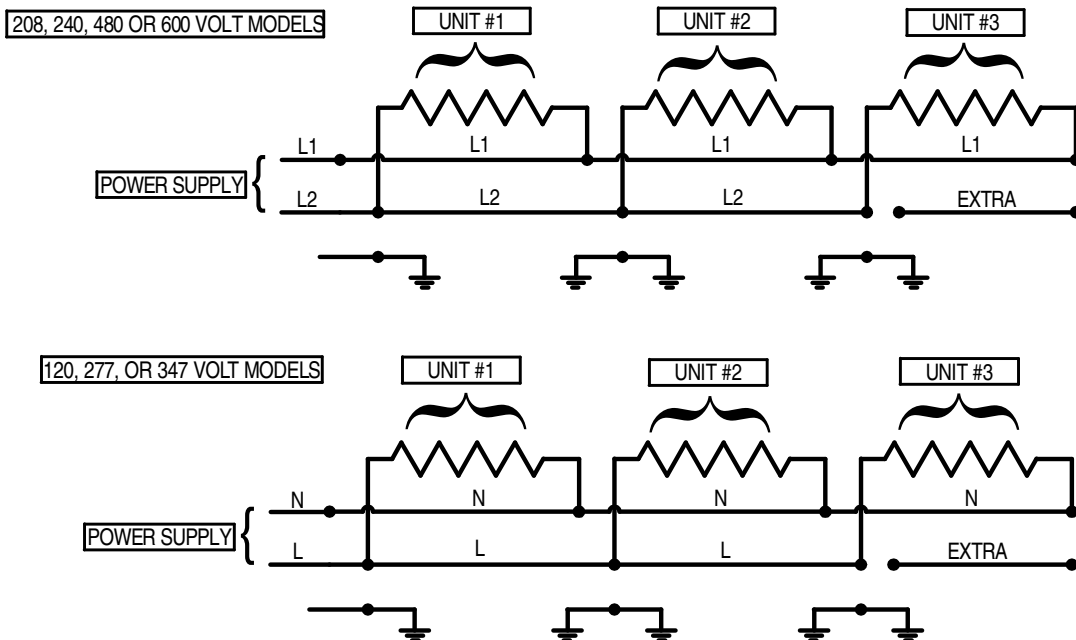 208, 240, 480 OR 600 VOLT MODELS
UNIT #1
UNIT #2
UNIT #3
L1
L1
L1
L1
POWER SUPPLY
L2
L2
L2
EXTRA
120, 277, OR 347 VOLT MODELS
UNIT #1
UNIT #2
UNIT #3
N
N
N
N
POWER SUPPLY
L
L
L
EXTRA